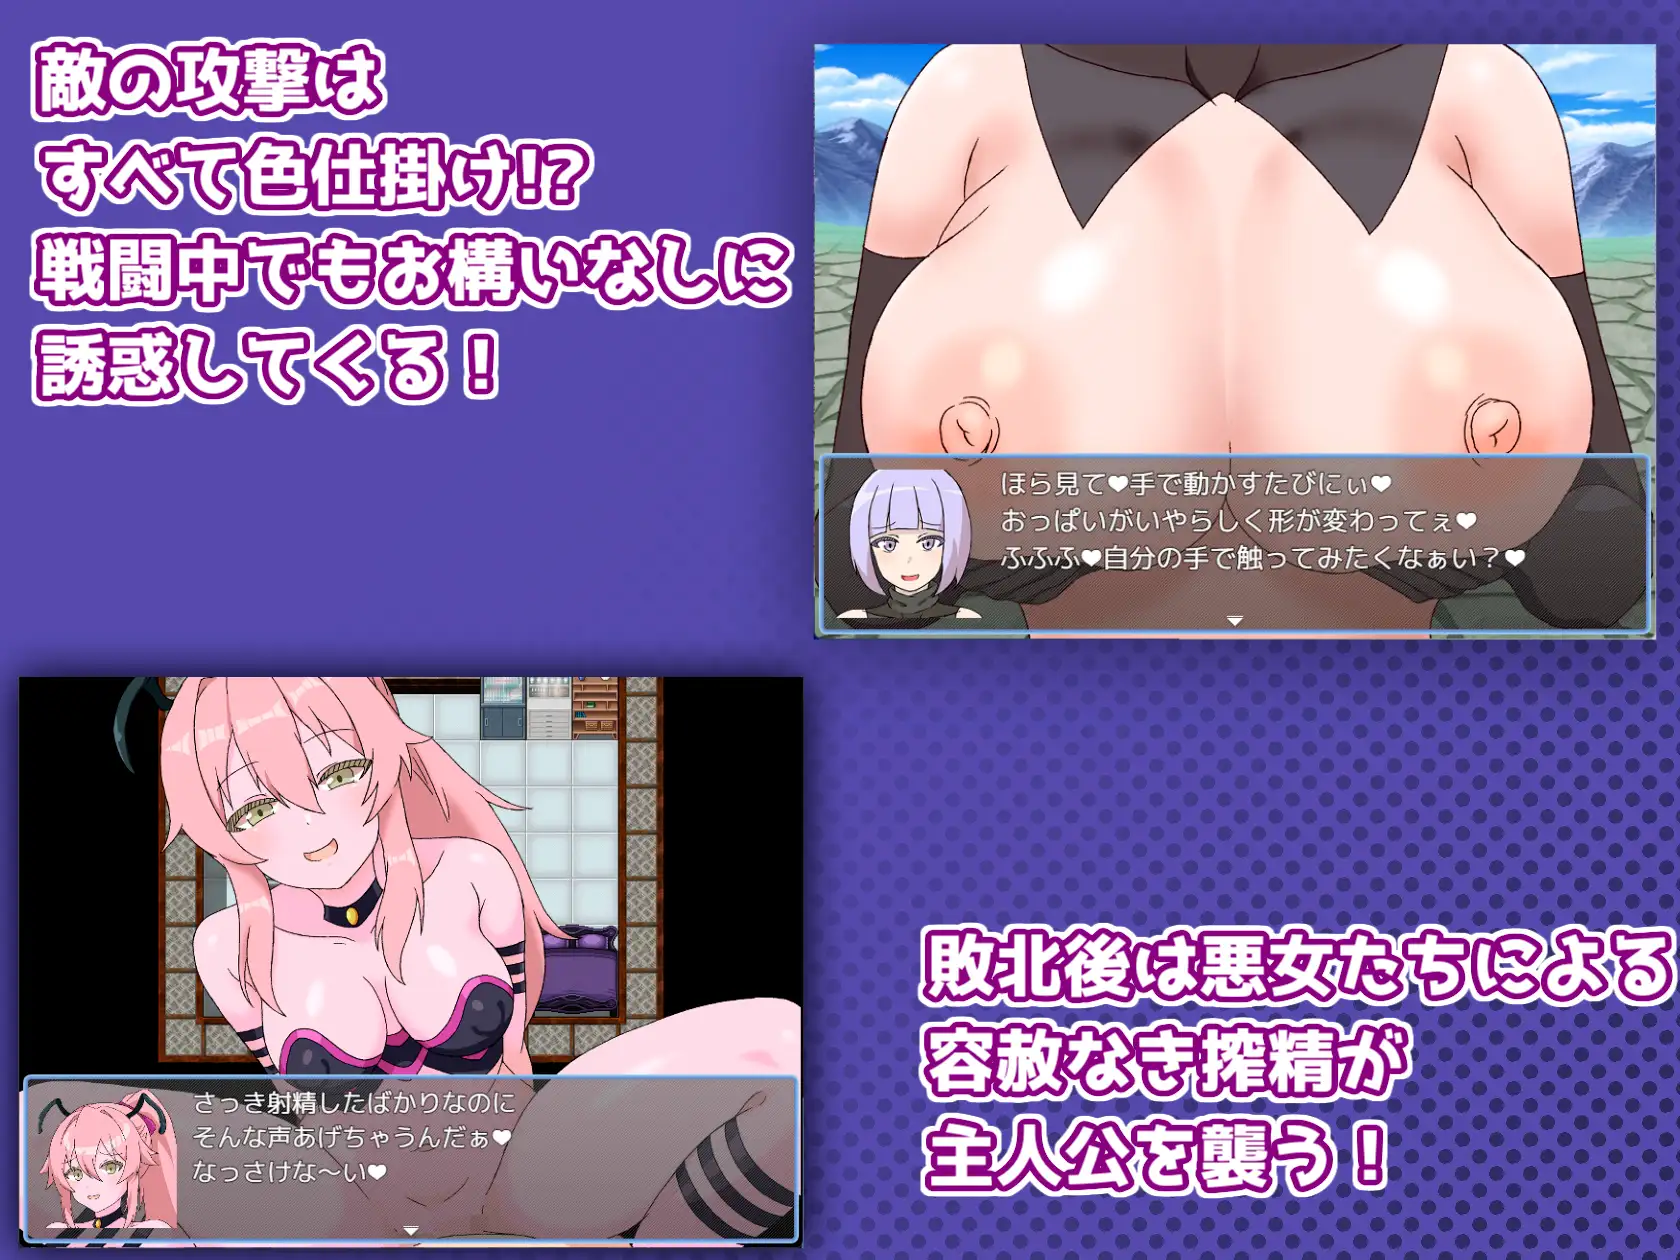 敵の攻撃は
すべて色仕掛け!?
戦闘中でもお構いなしに
誘惑してくる！
ほら見て♥手で動かすたびにぃ♥
おっぱいがいやらしく形が変わってぇ♥
ふふふ♥自分の手で触ってみたくなぁい？♥
さっき射精したばかりなのに
そんな声あげちゃうんだぁ♥
なっさけな～い♥
敗北後は悪女たちによる
容赦なき搾精が
主人公を襲う！